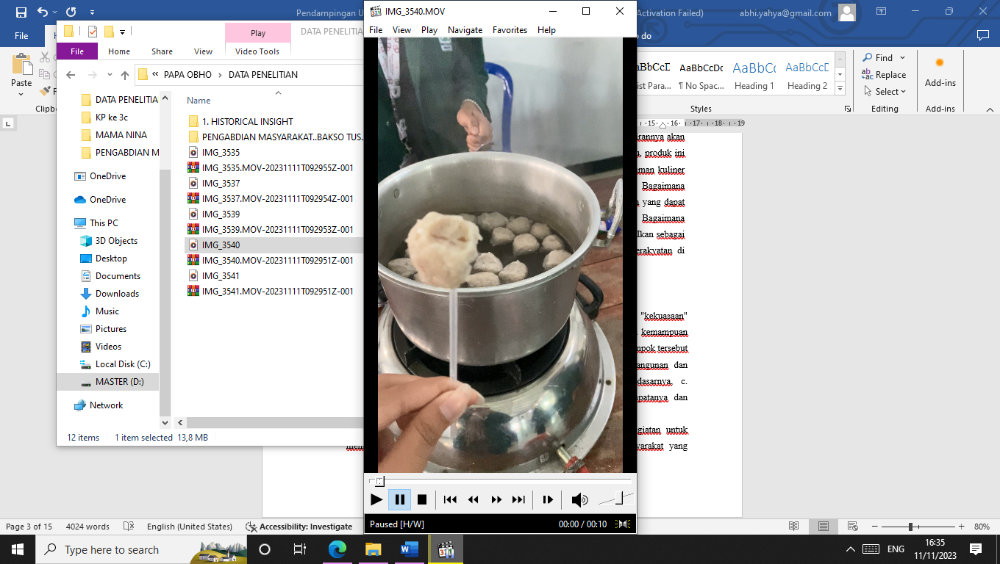 Pendampingan U
Activation Failed)
abhi.yahya@gmail.com
File
do
Paste
Clipb
AaBbCcDc
AaBbCc
AaBbCcD
ist Para...
¶ No Spac...
Heading 1
Heading 2
Styles
Find
Replace
Select
Editing
Add-ins
Add-ins
Play
DATA PENELITIA
File
Home
Share
View
Video Tools
« PAPA OBHO > DATA PENELITIAN
DATA PENELITIA
KP ke 3c
MAMA NINA
PENGABDIAN M
OneDrive
OneDrive
This PC
3D Objects
Desktop
Documents
Downloads
Music
Pictures
Videos
Local Disk (C:)
MASTER (D:)
Network
Name
1. HISTORICAL INSIGHT
PENGABDIAN MASYARAKAT..BAKSO TUS.
IMG_3535
IMG_3535.MOV-20231111T092955Z-001
IMG_3537
IMG_3537.MOV-20231111T092954Z-001
IMG_3539
IMG_3539.MOV-20231111T092953Z-001
IMG_3540
IMG_3540.MOV-20231111T092951Z-001
IMG_3541
IMG_3541.MOV-20231111T092951Z-001
12 items
1 item selected 13,8 MB
IMG_3540.MOV
File View Play Navigate Favorites Help
Paused [H/W]
00:00 / 00:10
15 16 17 18 19
irannya akan
produk ini
man kuliner
Bagaimana
yang dapat
Bagaimana
Ikan sebagai
erakyatan di
"kekuasaan"
kemampuan
mpok tersebut
angunan dan
dasarnya, c.
apatanya dan
giatan untuk
yarakat yang
Page 3 of 15
4024 words
English (United States)
Accessibility: Investigate
80%
Type here to search
ENG
16:35
11/11/2023